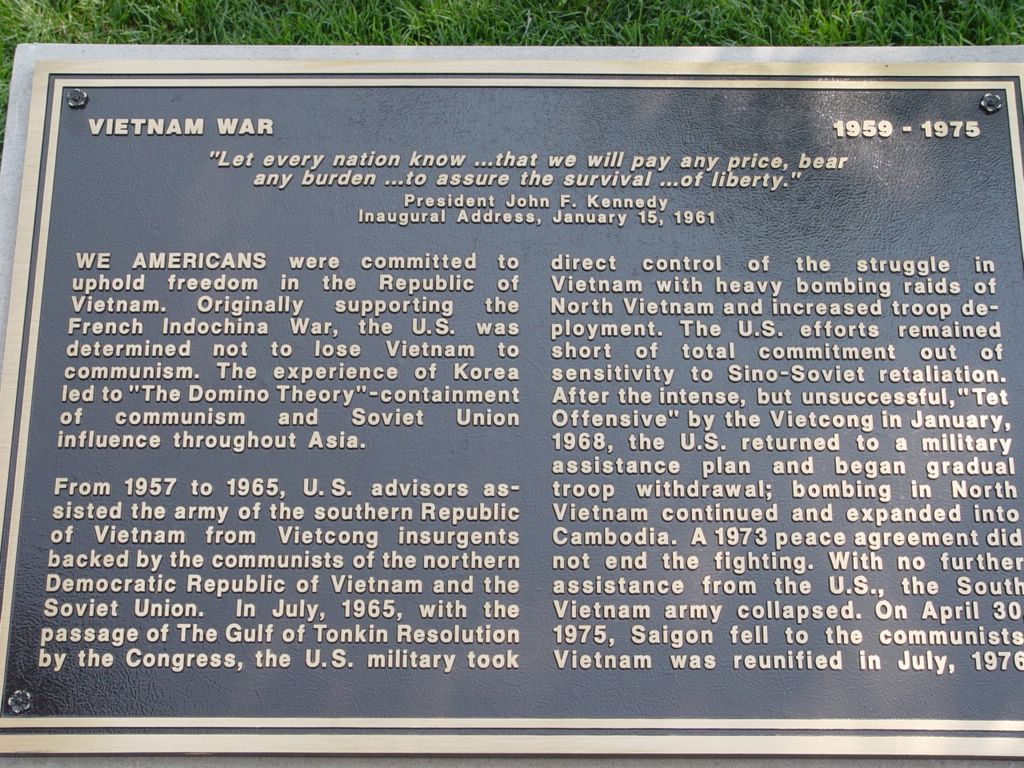 VIETNAM WAR 1959 - 1975
"Let every nation know ...that we will pay any price, bear
any burden ...to assure the survival ...of liberty."
President John F. Kennedy
Inaugural Address, January 15, 1961
WE AMERICANS were committed to
uphold freedom in the Republic of
Vietnam. Originally supporting the
French Indochina War, the U.S. was
determined not to lose Vietnam to
communism. The experience of Korea
led to "The Domino Theory"-containment
of communism and Soviet Union
influence throughout Asia.
From 1957 to 1965, U.S. advisors as-
sisted the army of the southern Republic
of Vietnam from Vietcong insurgents
backed by the communists of the northern
Democratic Republic of Vietnam and the
Soviet Union. In July, 1965, with the
passage of The Gulf of Tonkin Resolution
by the Congress, the U.S. military took
direct control of the struggle in
Vietnam with heavy bombing raids of
North Vietnam and increased troop de-
ployment. The U.S. efforts remained
short of total commitment out of
sensitivity to Sino-Soviet retaliation.
After the intense, but unsuccessful, "Tet
Offensive" by the Vietcong in January,
1968, the U.S. returned to a military
assistance plan and began gradual
troop withdrawal; bombing in North
Vietnam continued and expanded into
Cambodia. A 1973 peace agreement did
not end the fighting. With no further
assistance from the U.S., the South
Vietnam army collapsed. On April 30
1975, Saigon fell to the communists
Vietnam was reunified in July, 1976